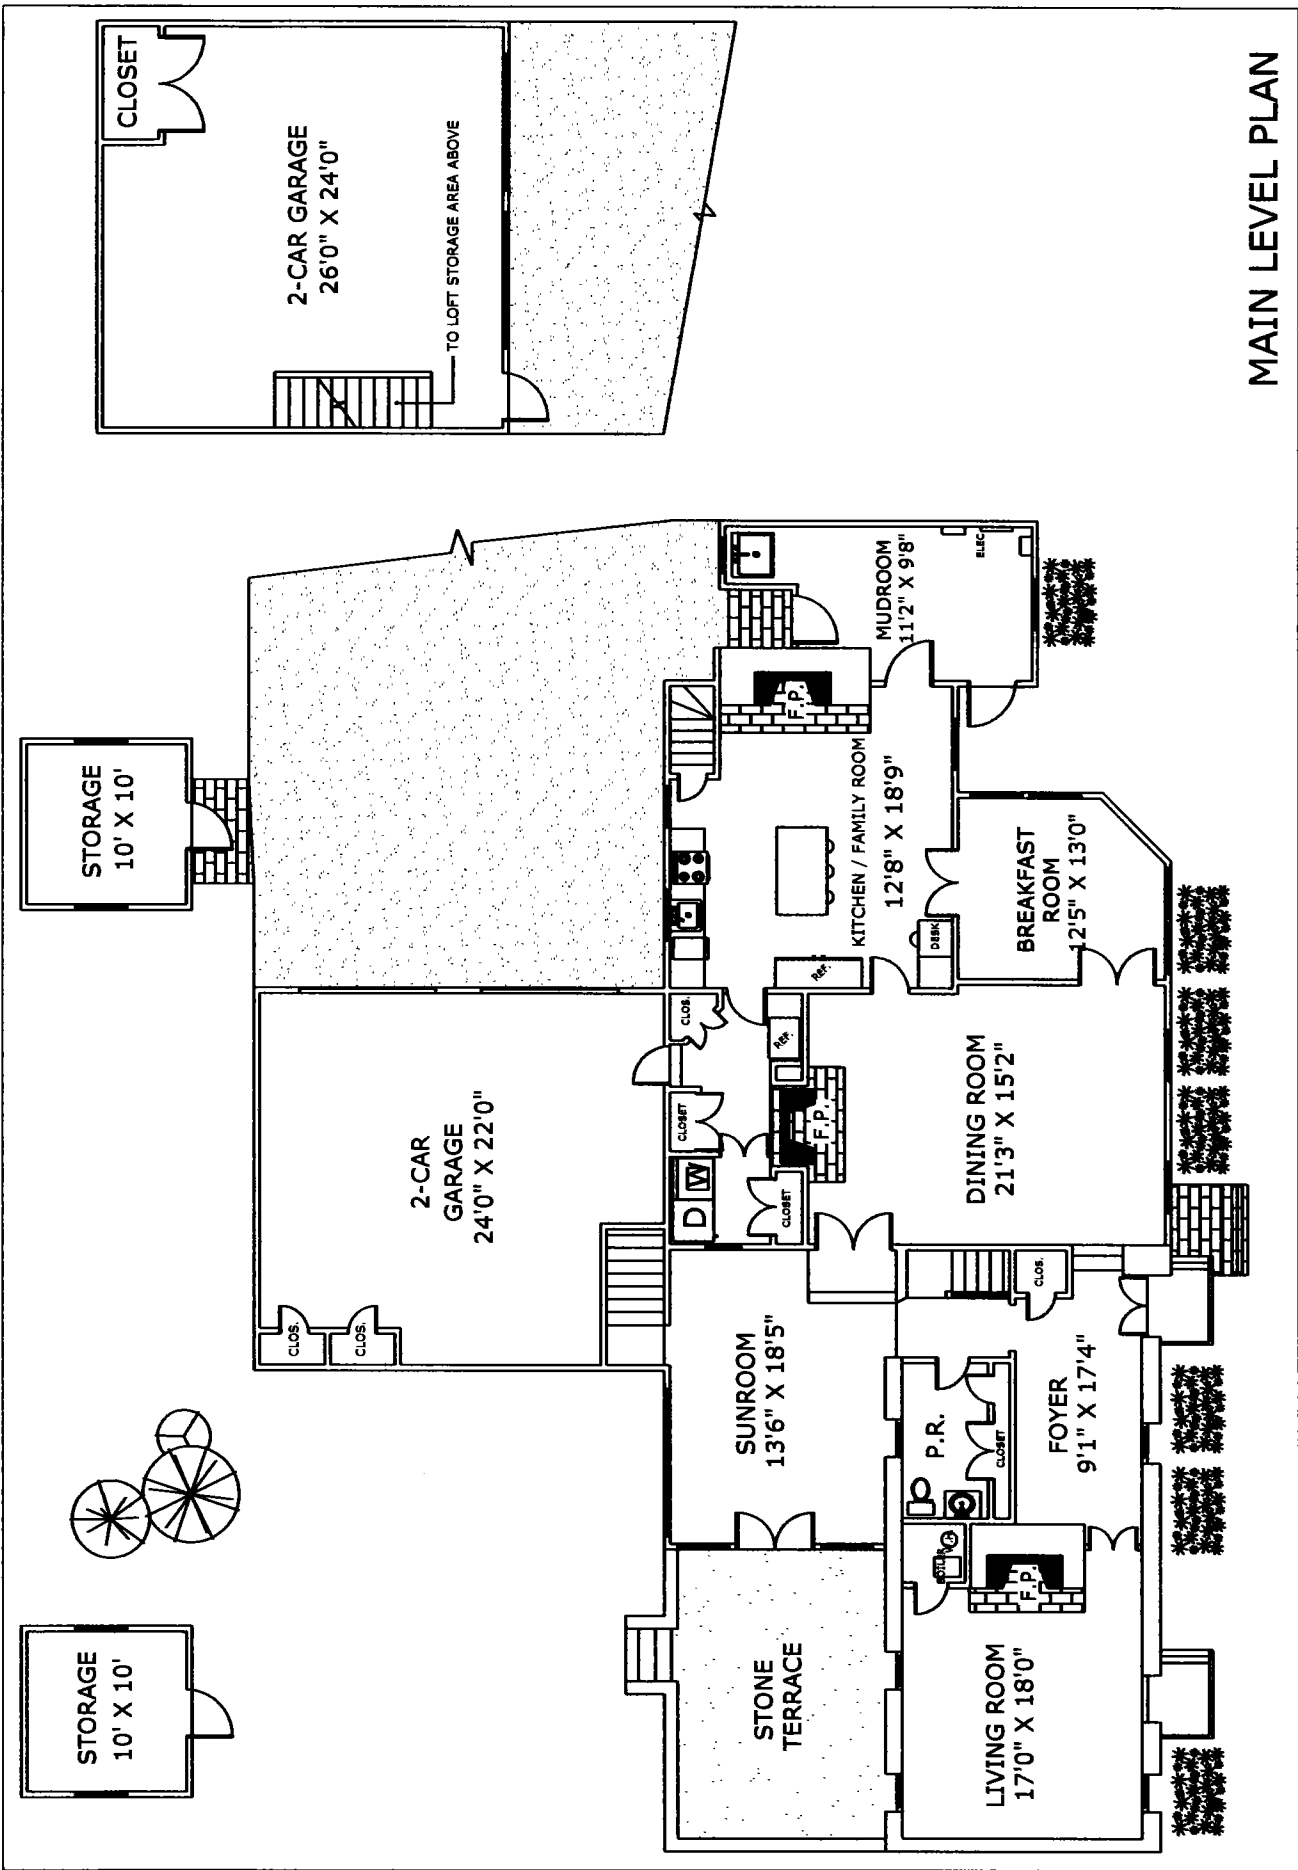 STORAGE
10' X 10'
STORAGE
10' X 10'
CLOSET
2-CAR GARAGE
26'0" X 24'0"
TO LOFT STORAGE AREA ABOVE
CLOS.
CLOS.
2-CAR
GARAGE
24'0" X 22'0"
STONE
TERRACE
SUNROOM
13'6" X 18'5"
D
W
CLOSET
CLOS.
CLOSET
F.P.
REF.
REF.
KITCHEN / FAMILY ROOM
12'8" X 18'9"
F.P.
DESK
MUDROOM
11'2" X 9'8"
ELEC.
LIVING ROOM
17'0" X 18'0"
BOILER
F.P.
P.R.
CLOSET
FOYER
9'1" X 17'4"
CLOS.
DINING ROOM
21'3" X 15'2"
BREAKFAST
ROOM
12'5" X 13'0"
MAIN LEVEL PLAN